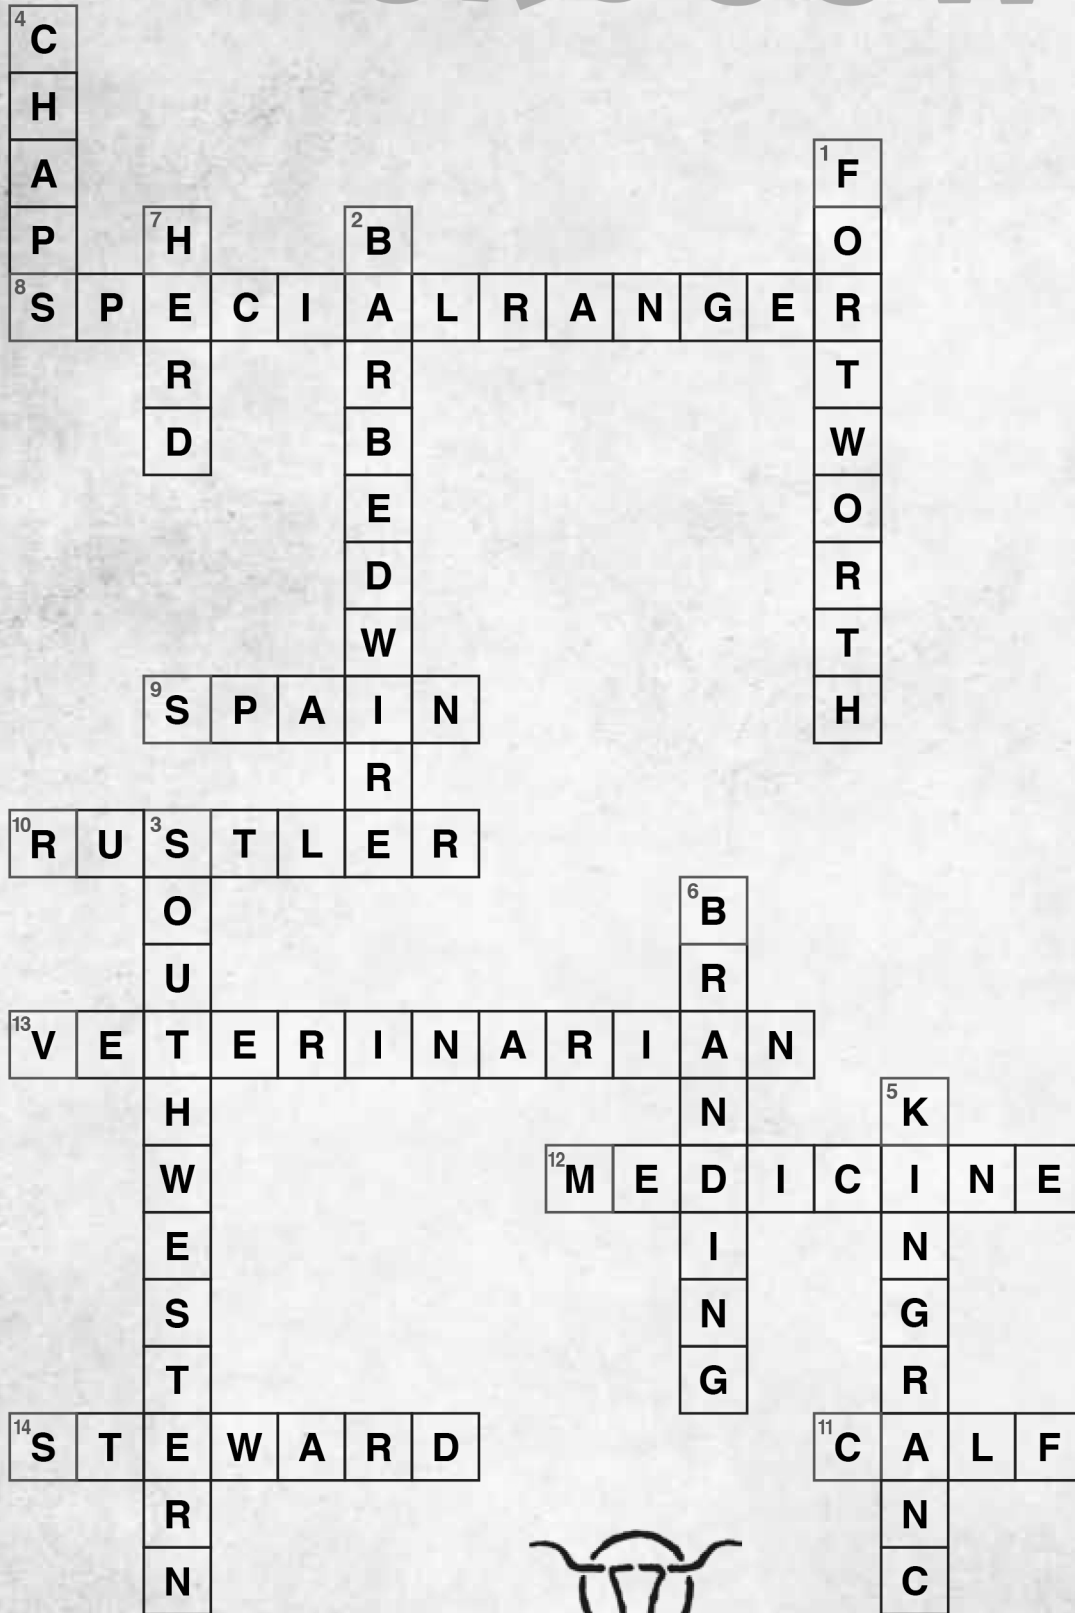 4 C
H
A 1 F
P 7 H 2 B O
8 S P E C I A L R A N G E R
R R T
D B W
E O
D R
W T
9 S P A I N H
R
10 R U 3 S T L E R
O 6 B
U R
13 V E T E R I N A R I A N
H N 5 K
W 12 M E D I C I N E
E I N
S N G
T G R
14 S T E W A R D 11 C A L F
R N
N C